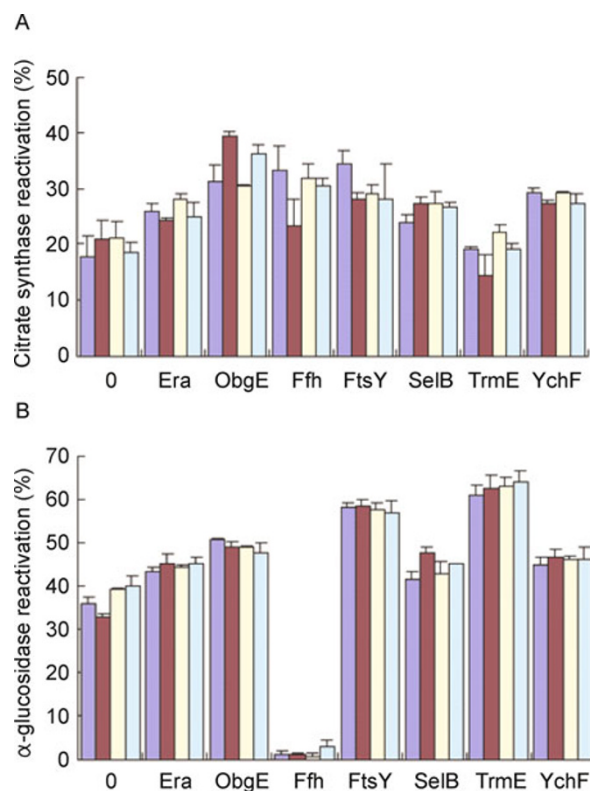 A
Citrate synthase reactivation (%)
50
40
30
20
10
0
0 Era ObgE Ffh FtsY SelB TrmE YchF
B
α-glucosidase reactivation (%)
70
60
50
40
30
20
10
0
0 Era ObgE Ffh FtsY SelB TrmE YchF